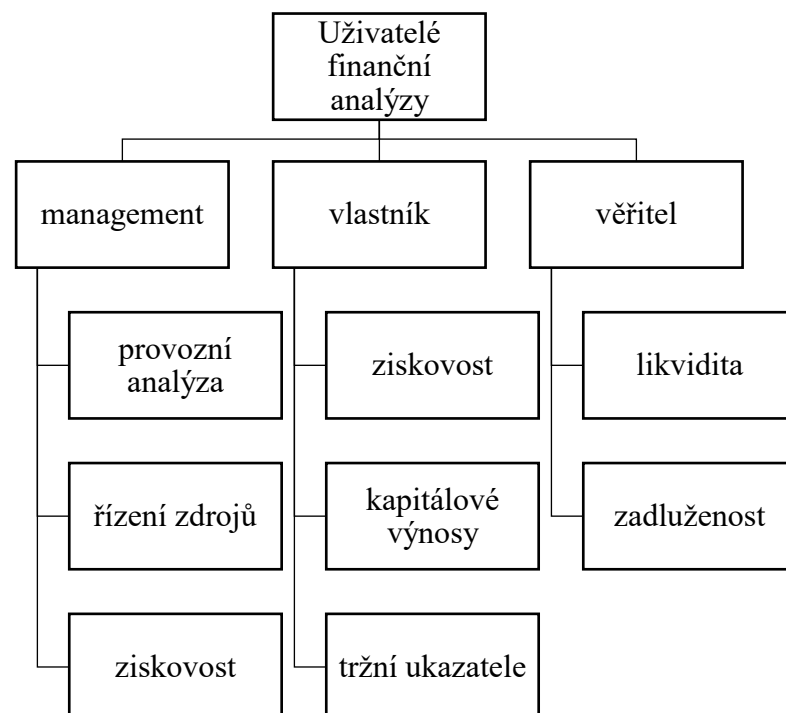 Uživatelé
finanční
analýzy
management
vlastník
věřitel
provozní
analýza
ziskovost
likvidita
řízení zdrojů
kapitálové
výnosy
zadluženost
ziskovost
tržní ukazatele